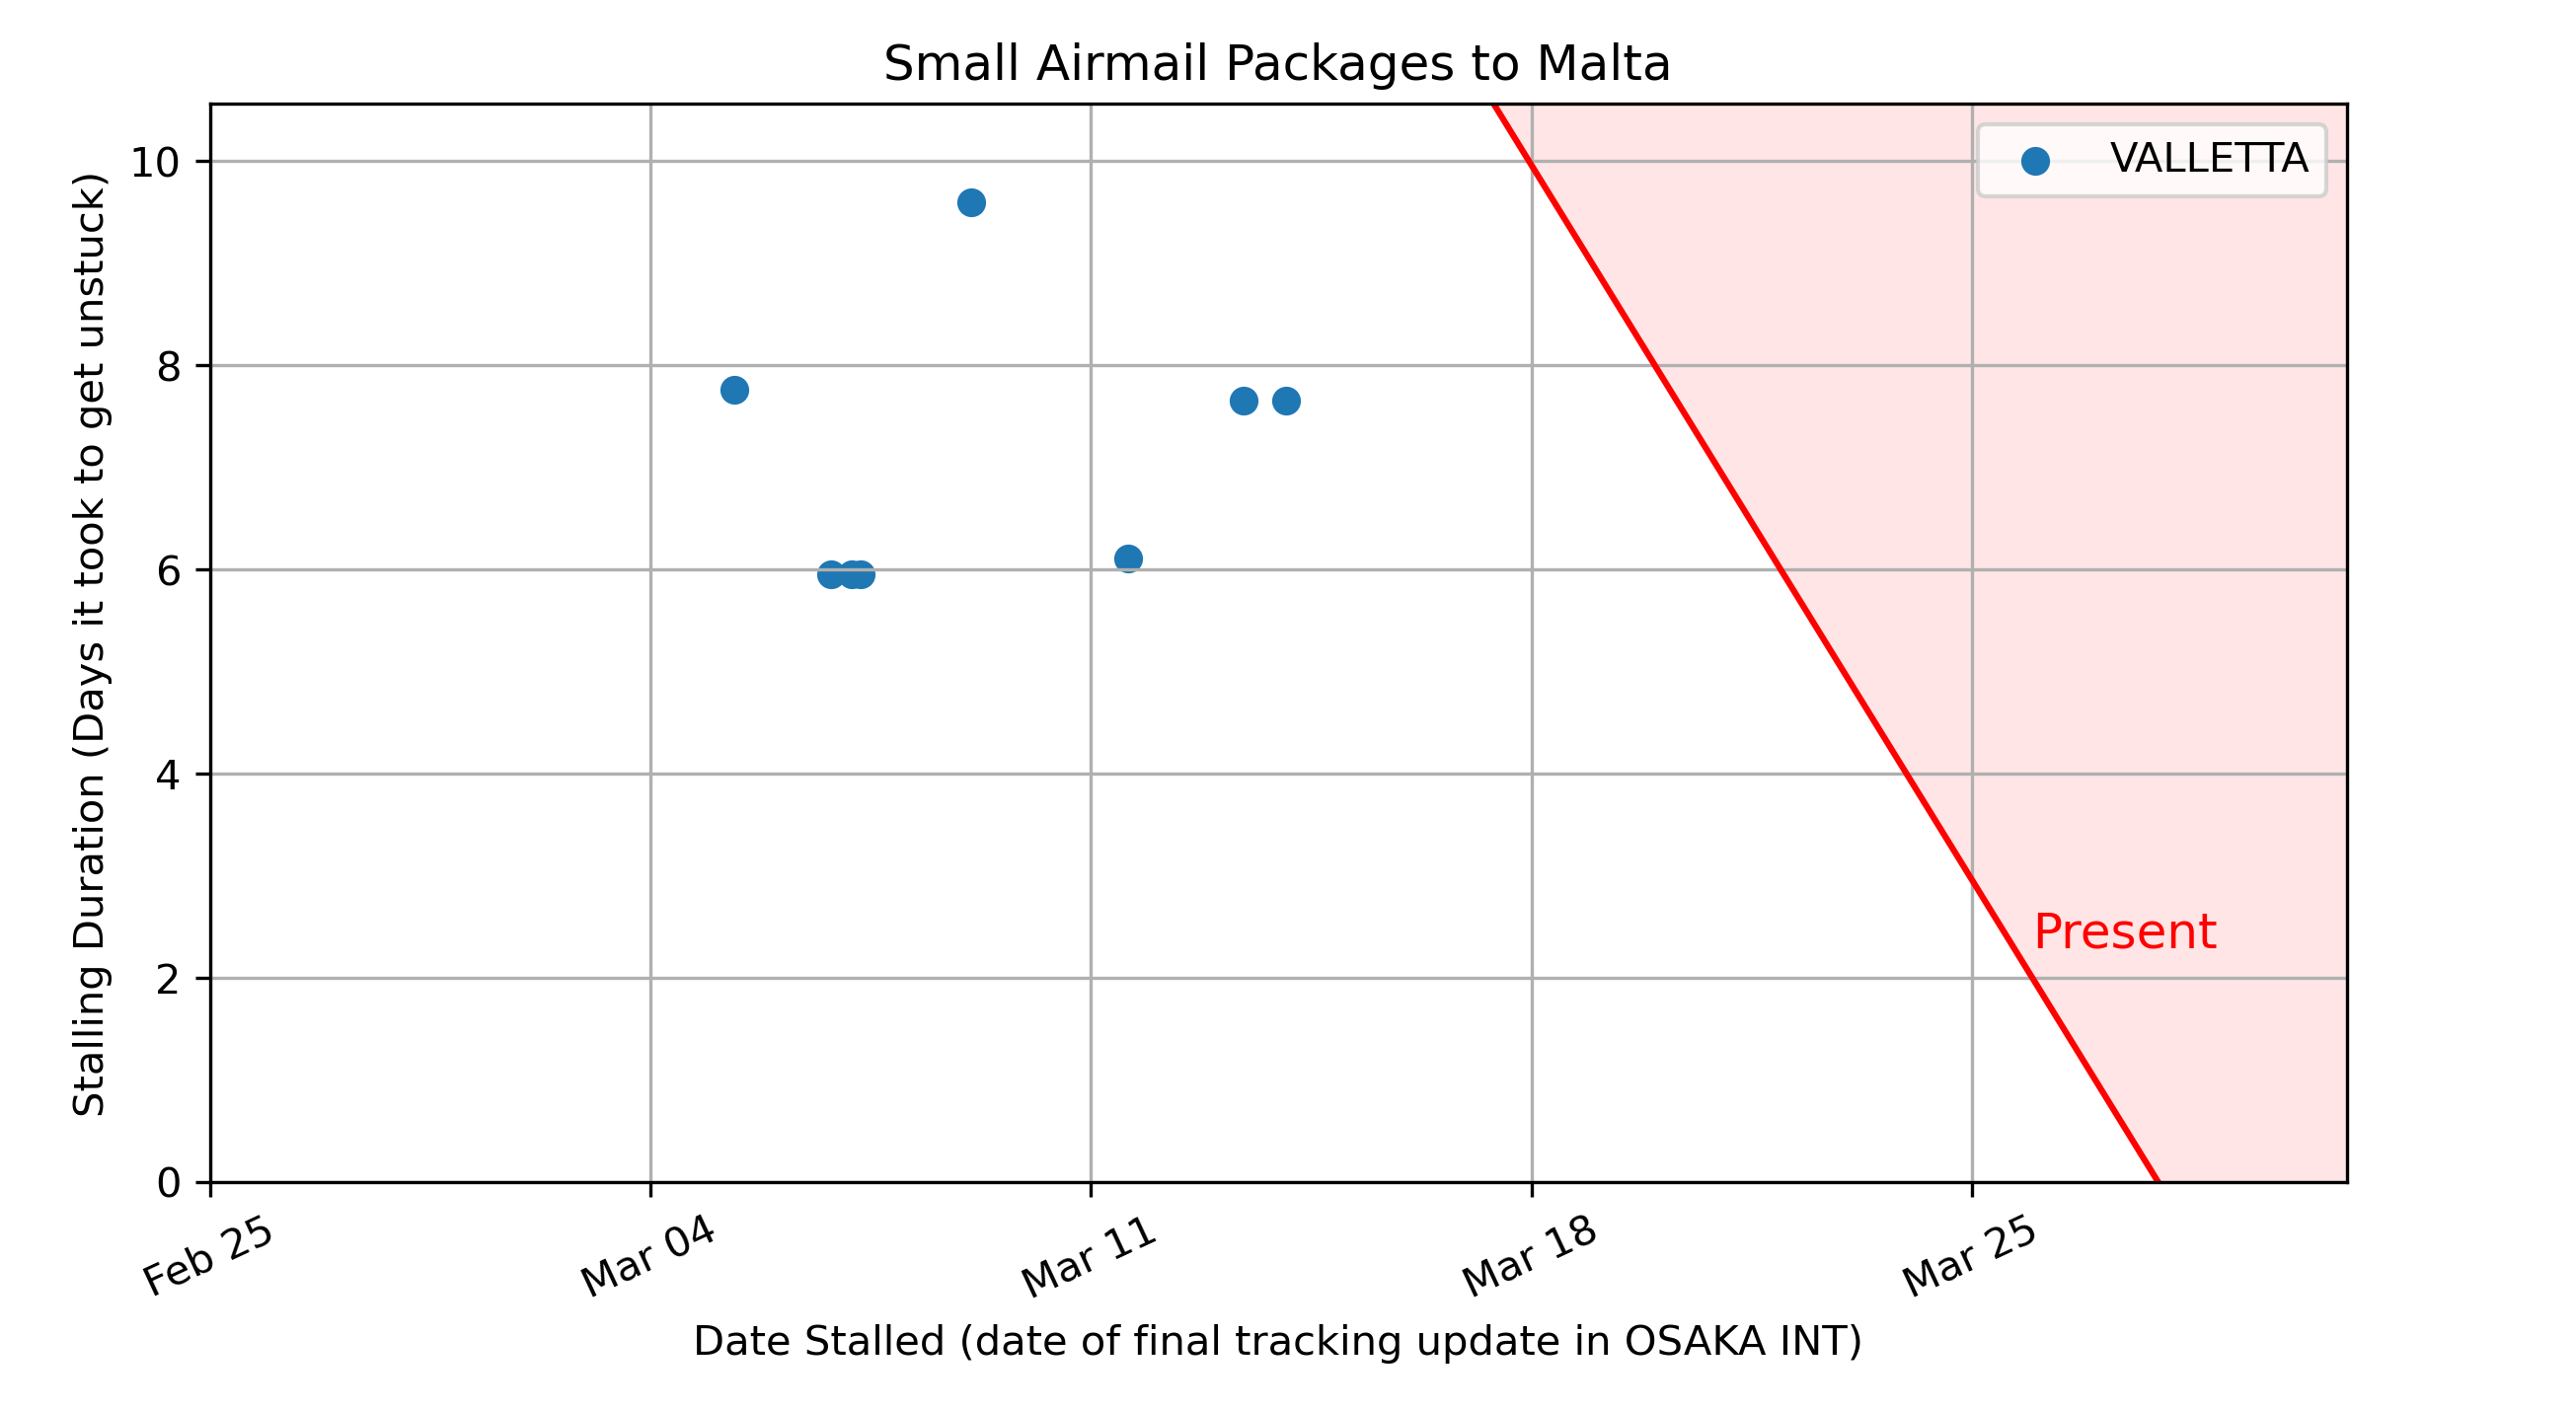 Small Airmail Packages to Malta
VALLETTA
Stalling Duration (Days it took to get unstuck)
10
8
6
4
2
0
Present
Feb 25
Mar 04
Mar 11
Mar 18
Mar 25
Date Stalled (date of final tracking update in OSAKA INT)